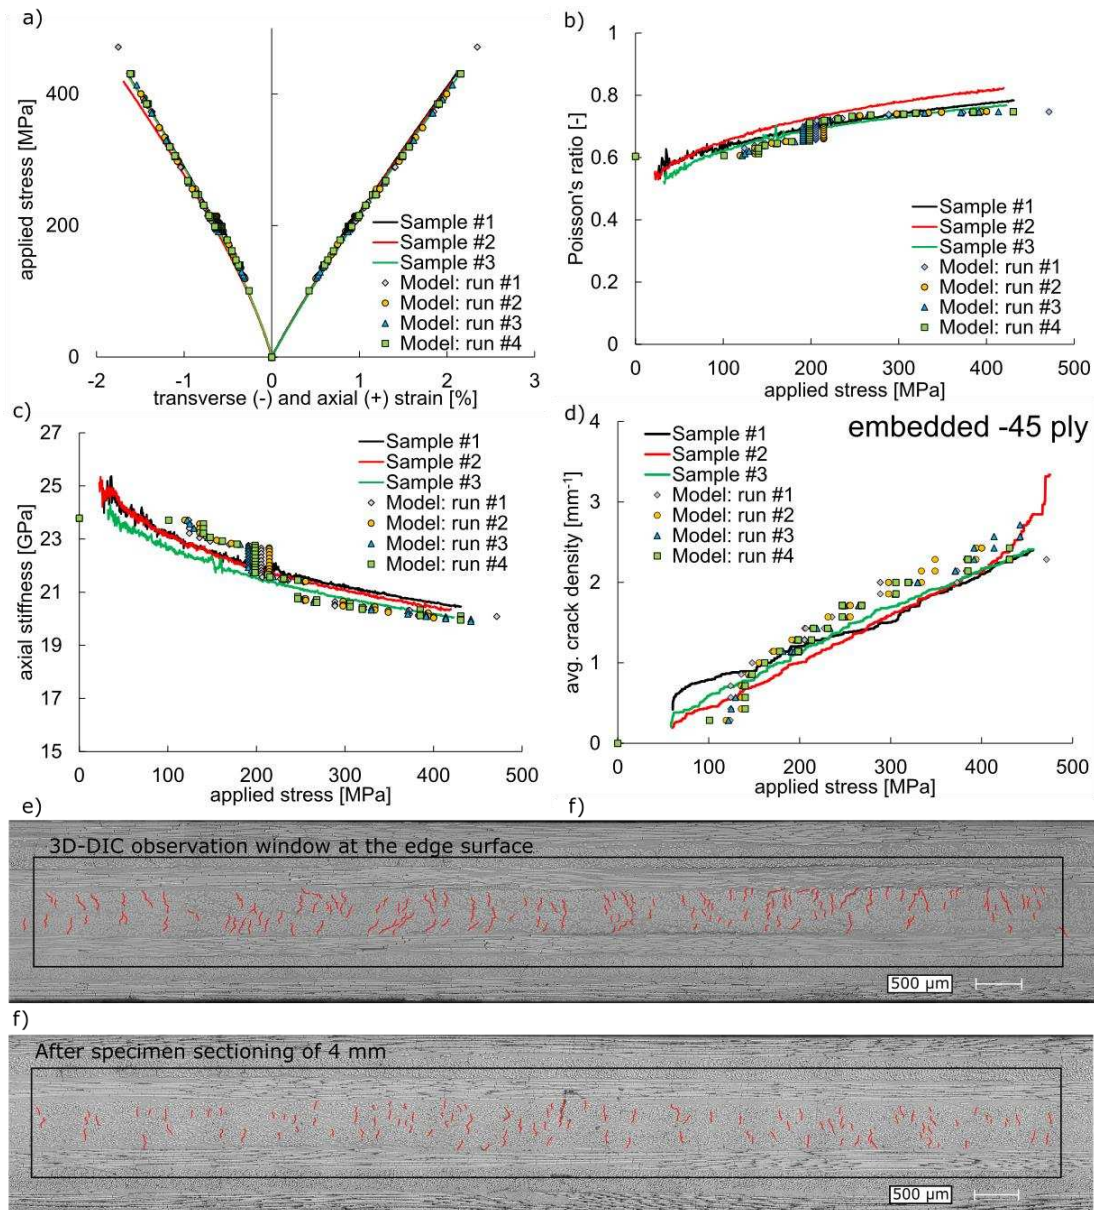 a)
applied stress [MPa]
400
200
0
-2
-1
0
1
2
3
transverse (-) and axial (+) strain [%]
Sample #1
Sample #2
Sample #3
Model: run #1
Model: run #2
Model: run #3
Model: run #4
b)
Poisson's ratio [-]
1
0.8
0.6
0.4
0.2
0
0
100
200
300
400
500
applied stress [MPa]
Sample #1
Sample #2
Sample #3
Model: run #1
Model: run #2
Model: run #3
Model: run #4
c)
axial stiffness [GPa]
27
25
23
21
19
17
15
0
100
200
300
400
500
applied stress [MPa]
Sample #1
Sample #2
Sample #3
Model: run #1
Model: run #2
Model: run #3
Model: run #4
d)
embedded -45 ply
avg. crack density [mm⁻¹]
4
3
2
1
0
0
100
200
300
400
500
applied stress [MPa]
Sample #1
Sample #2
Sample #3
Model: run #1
Model: run #2
Model: run #3
Model: run #4
e)
f)
3D-DIC observation window at the edge surface
500 µm
f)
After specimen sectioning of 4 mm
500 µm